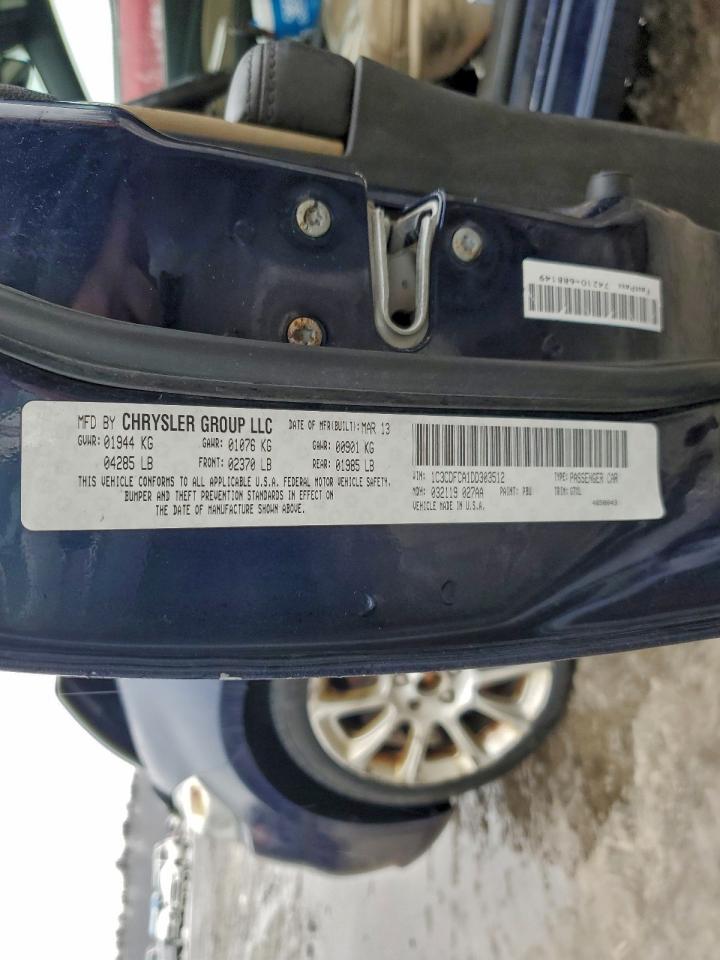 FastPass 74210*688149
MFD BY CHRYSLER GROUP LLC DATE OF MFR(BUILT): MAR 13
GVWR: 01944 KG GAWR: 01076 KG GAWR: 00901 KG
04285 LB FRONT: 02370 LB REAR: 01985 LB
THIS VEHICLE CONFORMS TO ALL APPLICABLE U.S.A. FEDERAL MOTOR VEHICLE SAFETY,
BUMPER AND THEFT PREVENTION STANDARDS IN EFFECT ON
THE DATE OF MANUFACTURE SHOWN ABOVE.
VIN: 1C3CDFCA1DD303512 TYPE: PASSENGER CAR
MDH: 032119 027AA PAINT: PBU TRIM: GTXL
VEHICLE MADE IN U.S.A.